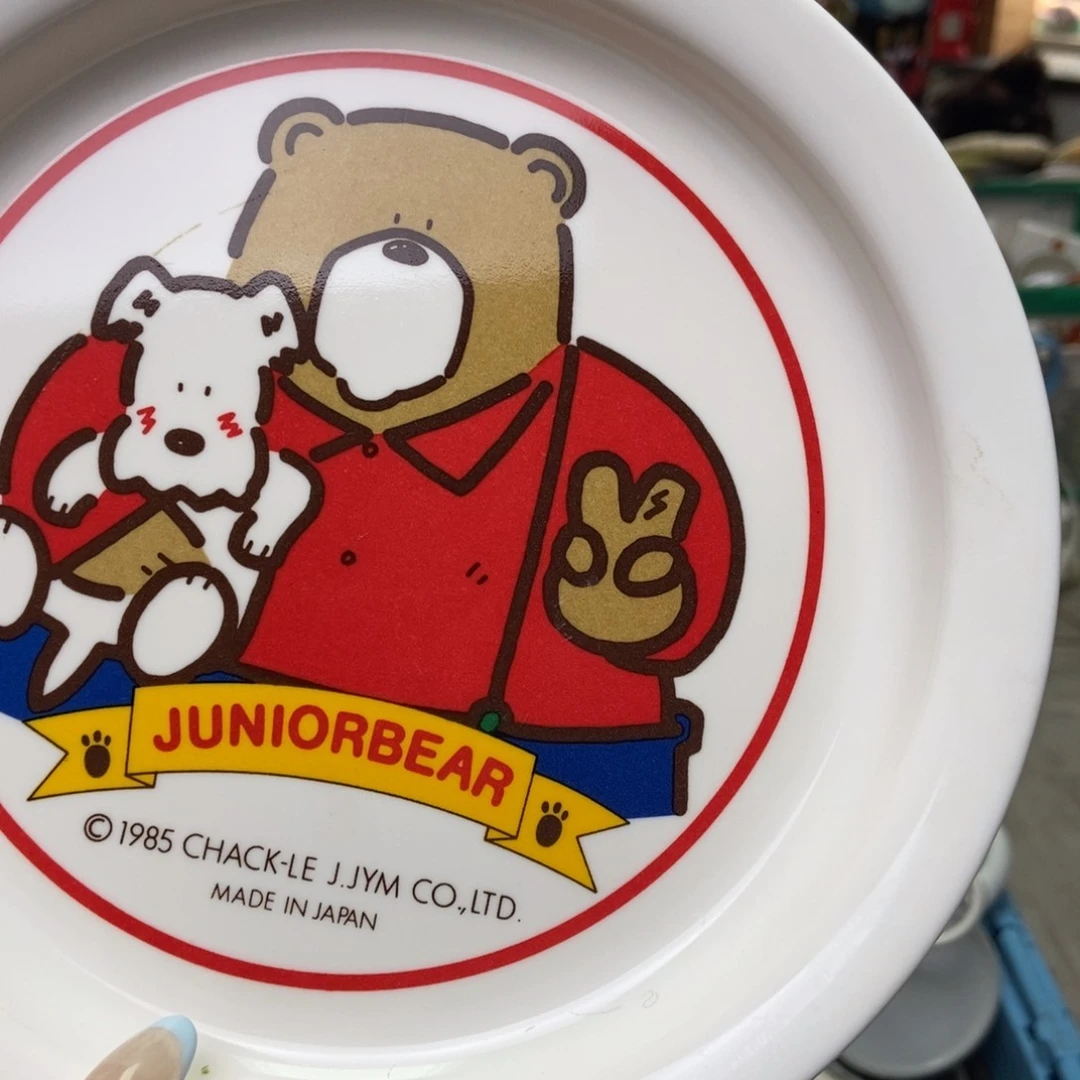 JUNIORBEAR
© 1985 CHACK-LE J.JYM CO.,LTD.
MADE IN JAPAN